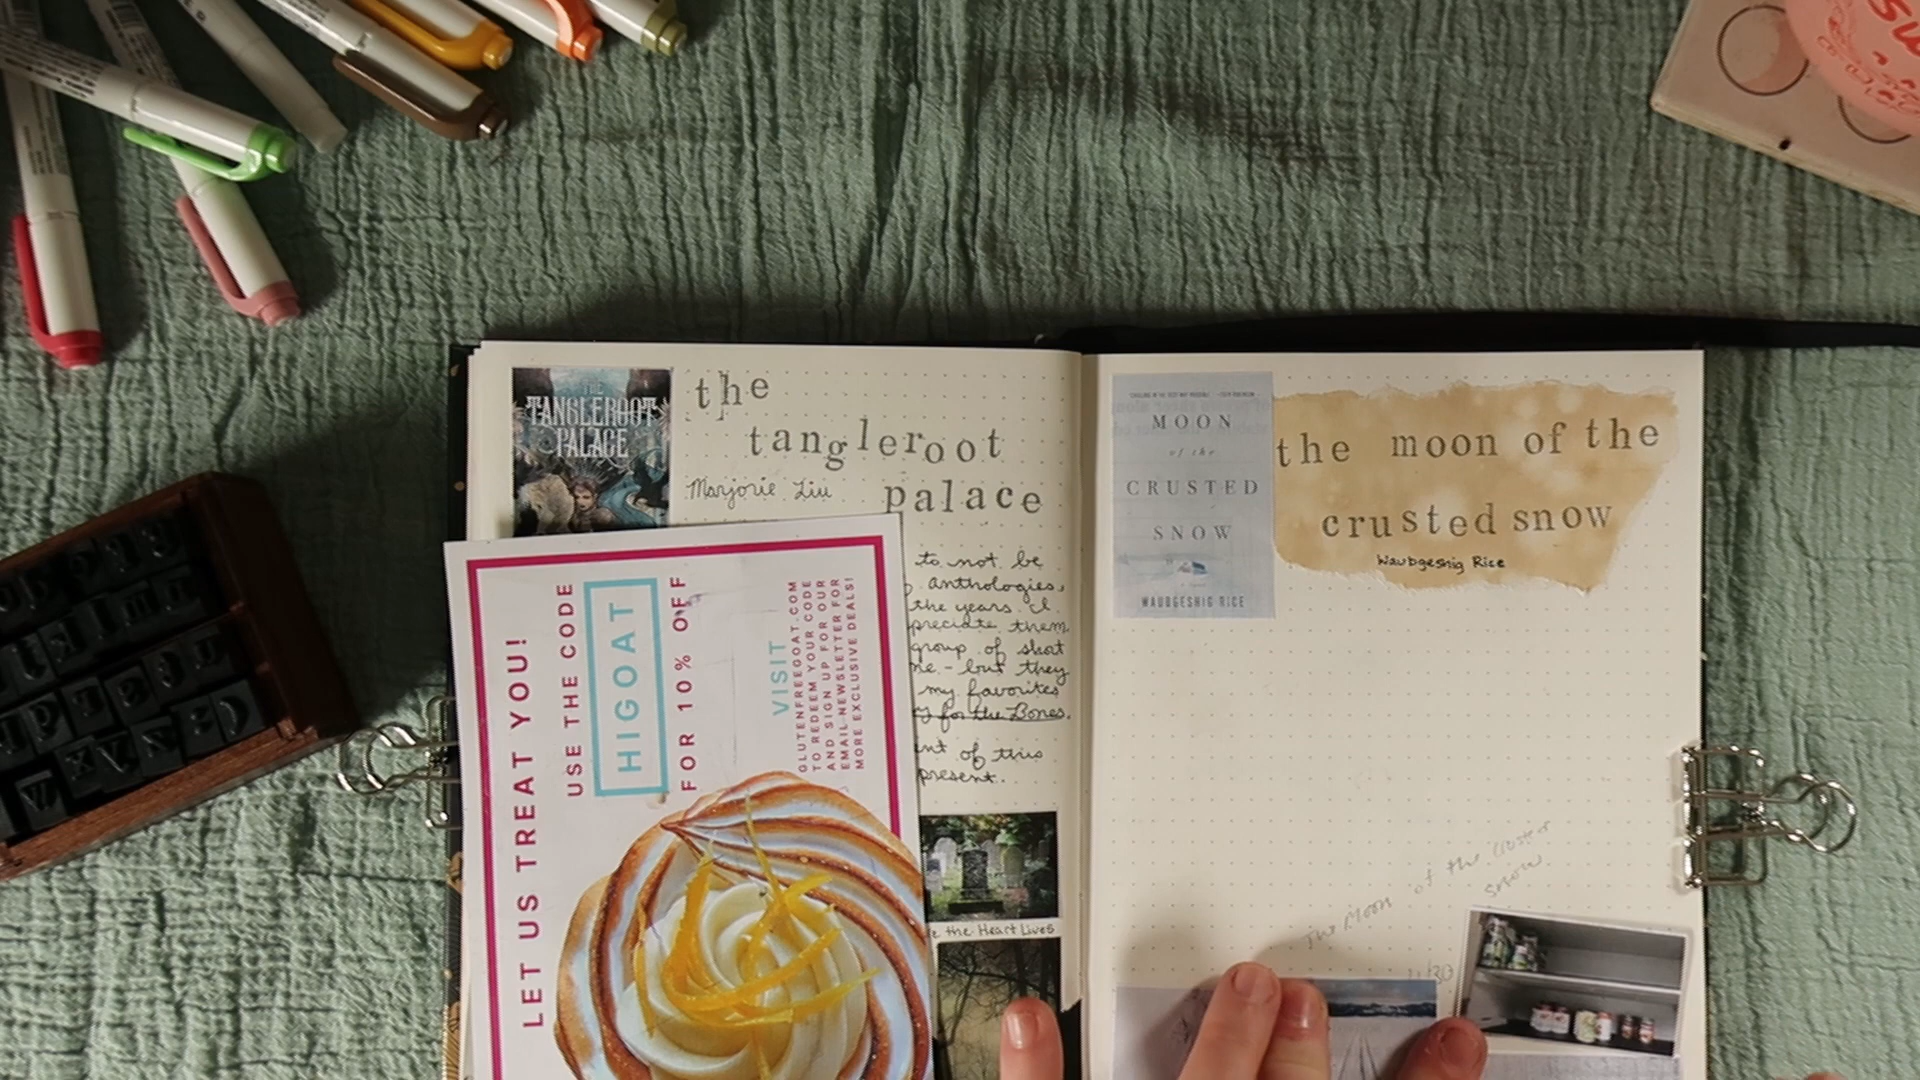 THE
TANGLEROOT
PALACE
the
tangleroot
Marjorie Liu
palace
to not be
anthologies,
the years. I
preciate them
group of short
me - but they
my favorites
for the Bones.
ent of this
present.
the Heart Lives
LET US TREAT YOU!
USE THE CODE
HIGOAT
FOR 10% OFF
VISIT
GLUTENFREEGOAT.COM
TO REDEEM YOUR CODE
AND SIGN UP FOR OUR
EMAIL NEWSLETTER FOR
MORE EXCLUSIVE DEALS!
MOON
of the
CRUSTED
SNOW
WAUBGESHIG RICE
the moon of the
crusted snow
Waubgeshig Rice
The Moon of the
Snow